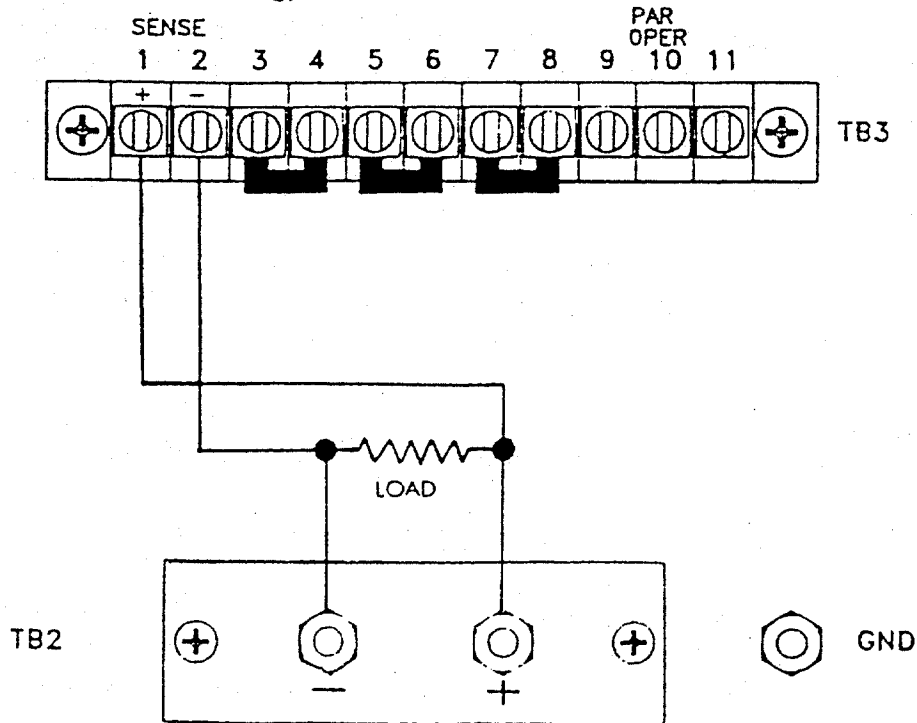 SENSE
PAR
OPER
1 2 3 4 5 6 7 8 9 10 11
+ −
TB3
LOAD
TB2
GND
− +